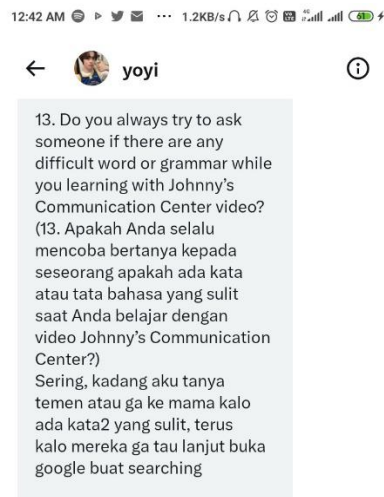 12:42 AM ... 1.2KB/s VoLTE 4G 61
yoyi
13. Do you always try to ask
someone if there are any
difficult word or grammar while
you learning with Johnny's
Communication Center video?
(13. Apakah Anda selalu
mencoba bertanya kepada
seseorang apakah ada kata
atau tata bahasa yang sulit
saat Anda belajar dengan
video Johnny's Communication
Center?)
Sering, kadang aku tanya
temen atau ga ke mama kalo
ada kata2 yang sulit, terus
kalo mereka ga tau lanjut buka
google buat searching